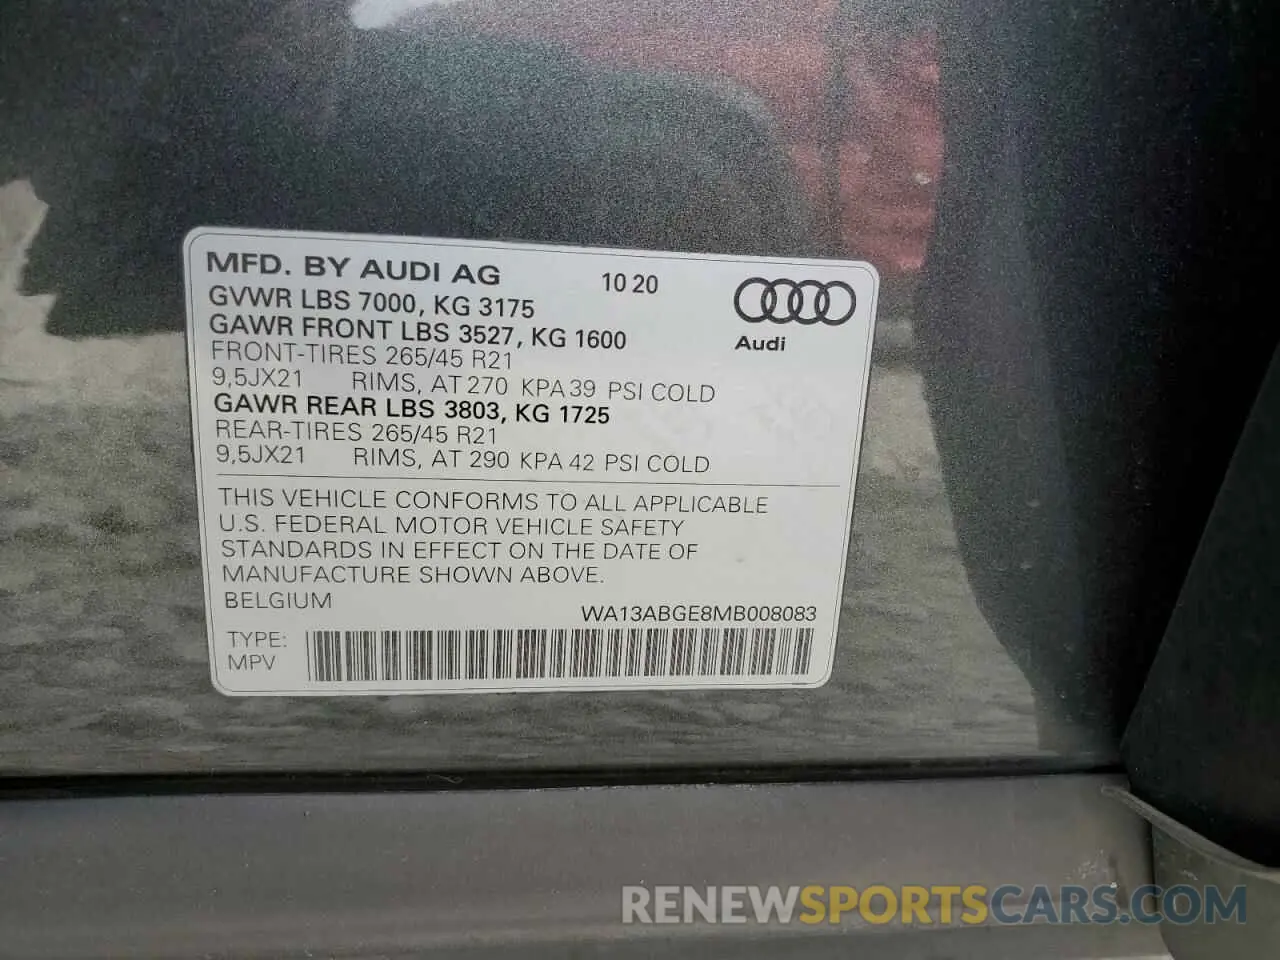 MFD. BY AUDI AG 10 20
GVWR LBS 7000, KG 3175
GAWR FRONT LBS 3527, KG 1600
FRONT-TIRES 265/45 R21
9,5JX21 RIMS, AT 270 KPA 39 PSI COLD
GAWR REAR LBS 3803, KG 1725
REAR-TIRES 265/45 R21
9,5JX21 RIMS, AT 290 KPA 42 PSI COLD
Audi
THIS VEHICLE CONFORMS TO ALL APPLICABLE
U.S. FEDERAL MOTOR VEHICLE SAFETY
STANDARDS IN EFFECT ON THE DATE OF
MANUFACTURE SHOWN ABOVE.
BELGIUM
WA13ABGE8MB008083
TYPE:
MPV
RENEWSPORTSCARS.COM